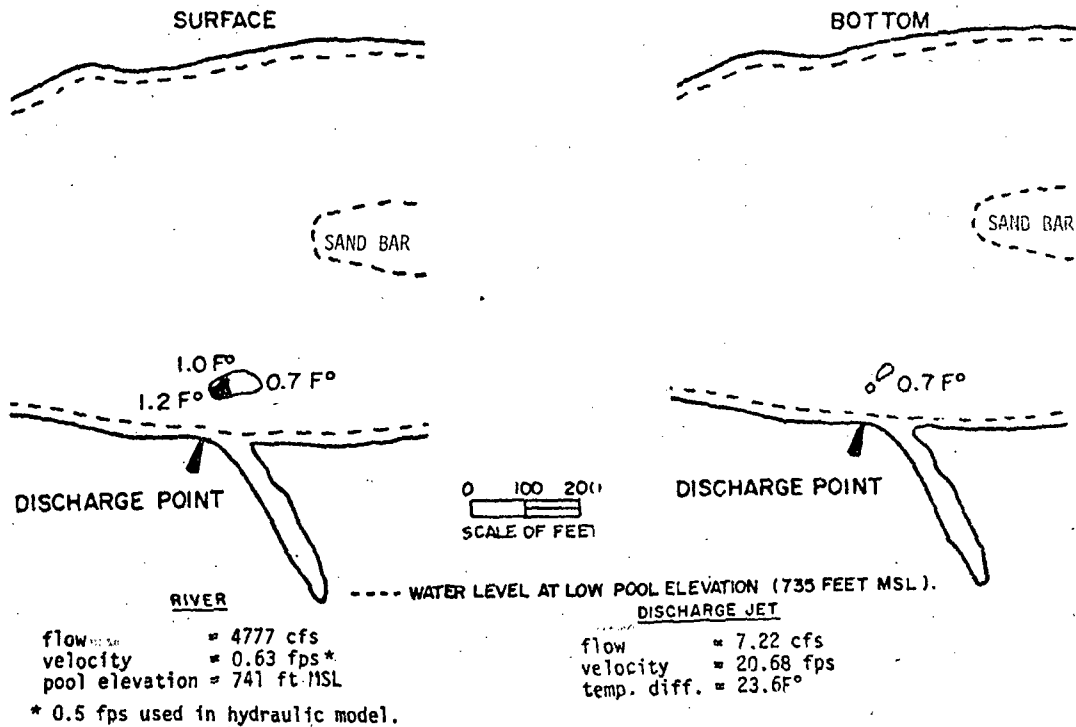 SURFACE
BOTTOM
SAND BAR
SAND BAR
1.0 F°
0.7 F°
1.2 F°
0.7 F°
DISCHARGE POINT
DISCHARGE POINT
0 100 200
SCALE OF FEET
---- WATER LEVEL AT LOW POOL ELEVATION (735 FEET MSL).
RIVER
flow = 4777 cfs
velocity = 0.63 fps*
pool elevation = 741 ft MSL
* 0.5 fps used in hydraulic model.
DISCHARGE JET
flow = 7.22 cfs
velocity = 20.68 fps
temp. diff. = 23.6F°